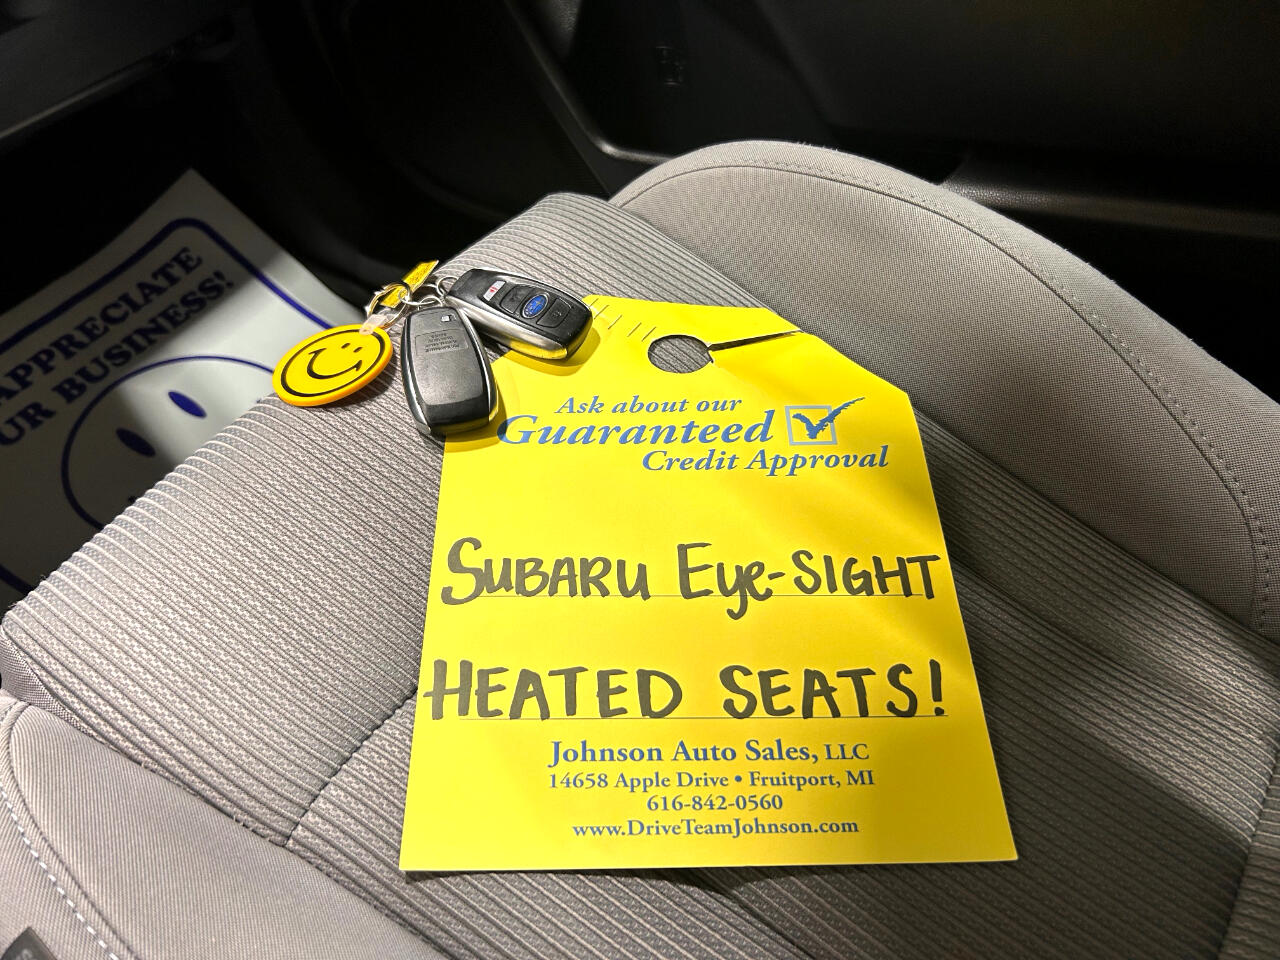 APPRECIATE
UR BUSINESS!
Ask about our
Guaranteed
Credit Approval
SUBARU Eye-SIGHT
HEATED SEATS!
Johnson Auto Sales, LLC
14658 Apple Drive • Fruitport, MI
616-842-0560
www.DriveTeamJohnson.com